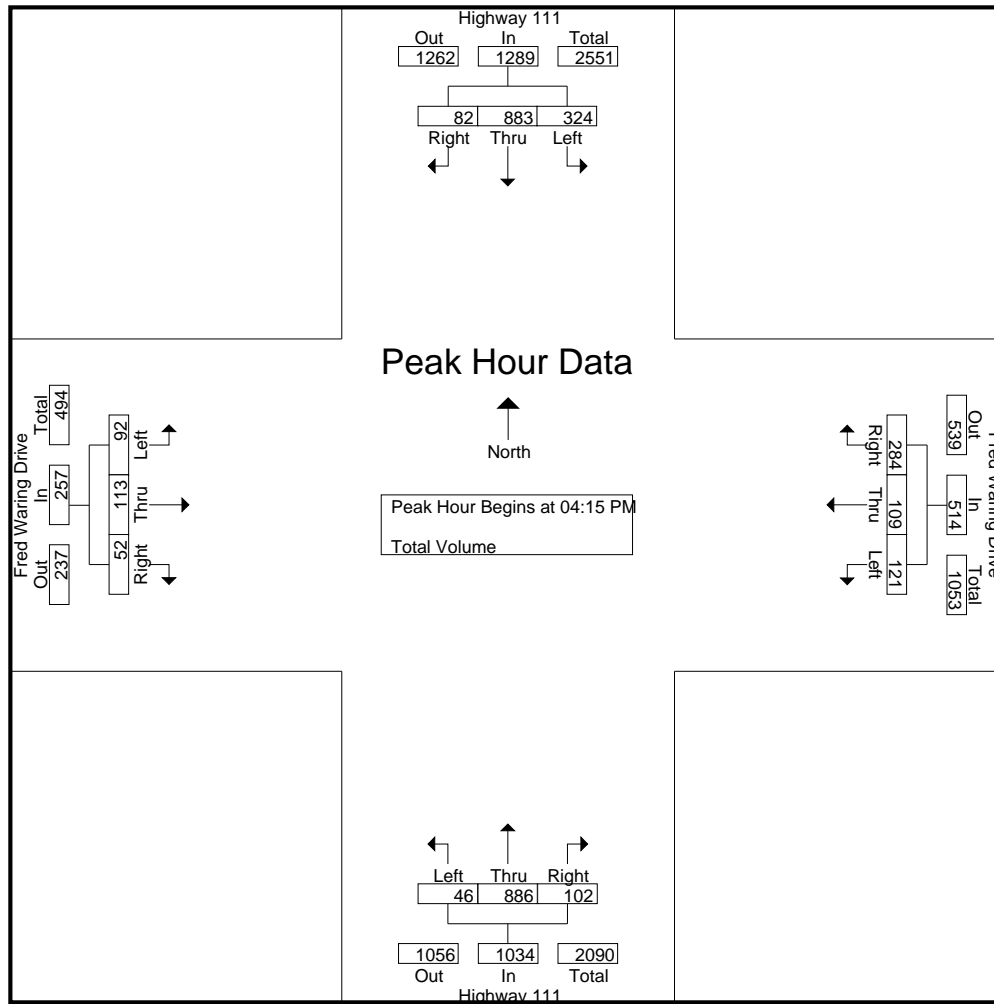 Highway 111
Out In Total
1262 1289 2551
82 883 324
Right Thru Left
Peak Hour Data
North
Peak Hour Begins at 04:15 PM
Total Volume
Fred Waring Drive
Total In Out
494 257 237
92 113 52
Left Thru Right
Fred Waring Drive
Out In Total
539 514 1053
284 109 121
Right Thru Left
Left Thru Right
46 886 102
1056 1034 2090
Out In Total
Highway 111